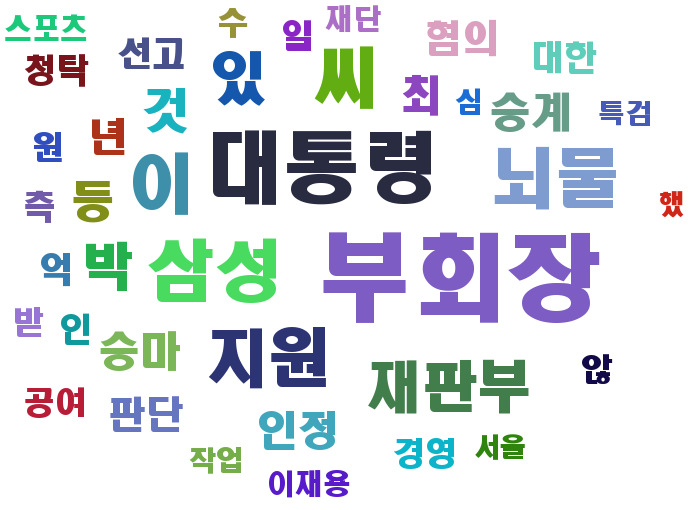 스포츠
수
임
재단
혐의
청탁
선고
있
씨
대한
최
심
것
승계
특검
원
년
이
대통령
뇌물
측
등
했
억
박
삼성
부회장
받
인
승마
지원
재판부
않
공여
판단
인정
경영
서울
작업
이재용